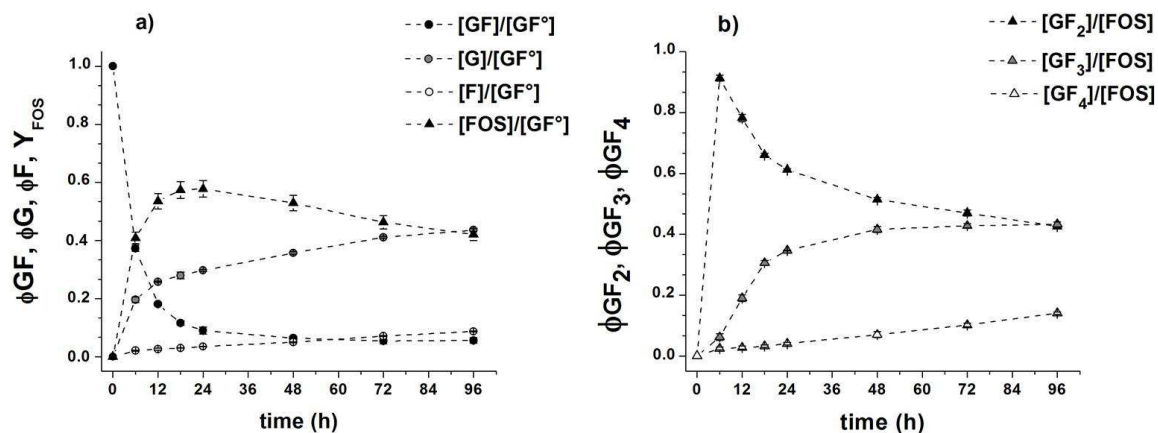 a)
[GF]/[GF°]
[G]/[GF°]
[F]/[GF°]
[FOS]/[GF°]
ϕGF, ϕG, ϕF, Y_FOS
1.0
0.8
0.6
0.4
0.2
0.0
0 12 24 36 48 60 72 84 96
time (h)
b)
[GF₂]/[FOS]
[GF₃]/[FOS]
[GF₄]/[FOS]
ϕGF₂, ϕGF₃, ϕGF₄
1.0
0.8
0.6
0.4
0.2
0.0
0 12 24 36 48 60 72 84 96
time (h)